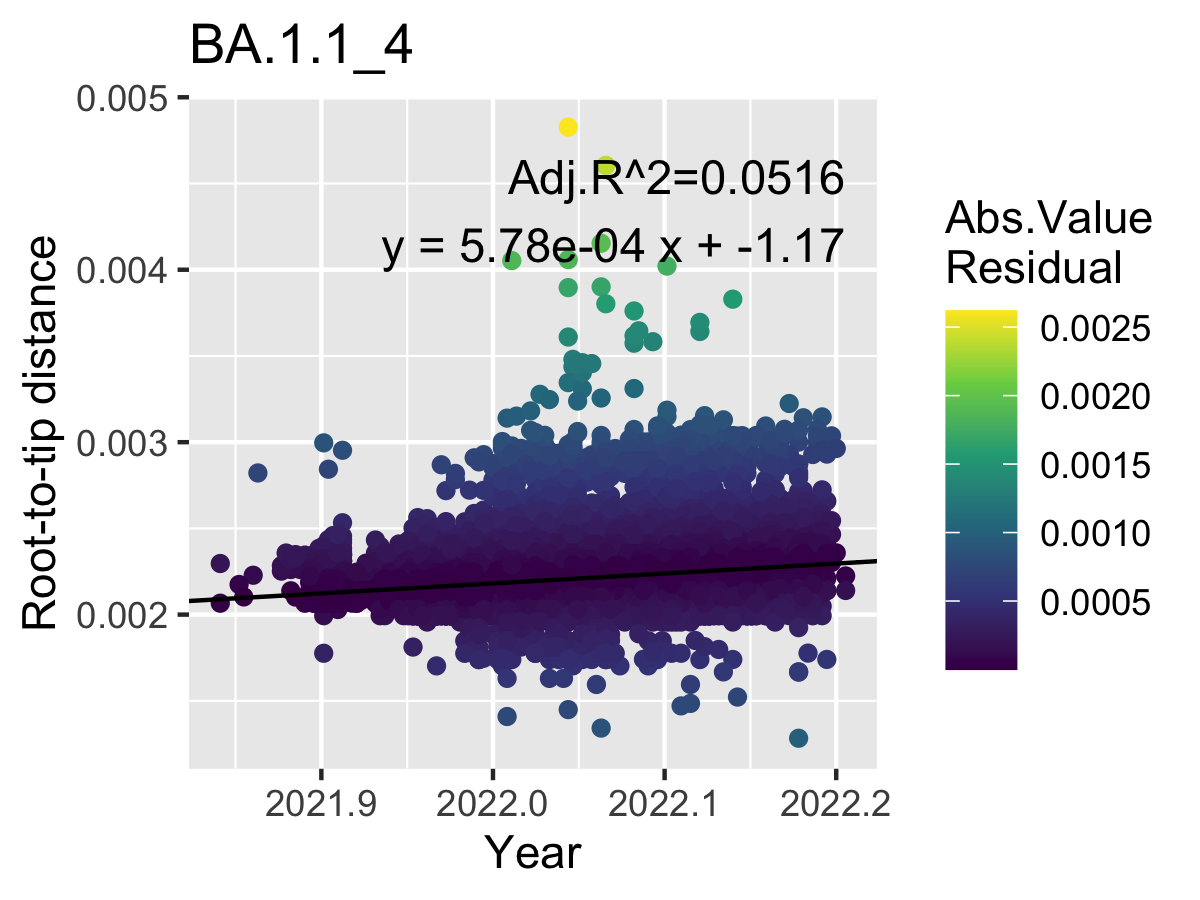 BA.1.1_4
0.005
0.004
0.003
0.002
Root-to-tip distance
Adj.R^2=0.0516
y = 5.78e-04 x + -1.17
2021.9 2022.0 2022.1 2022.2
Year
Abs.Value
Residual
0.0025
0.0020
0.0015
0.0010
0.0005